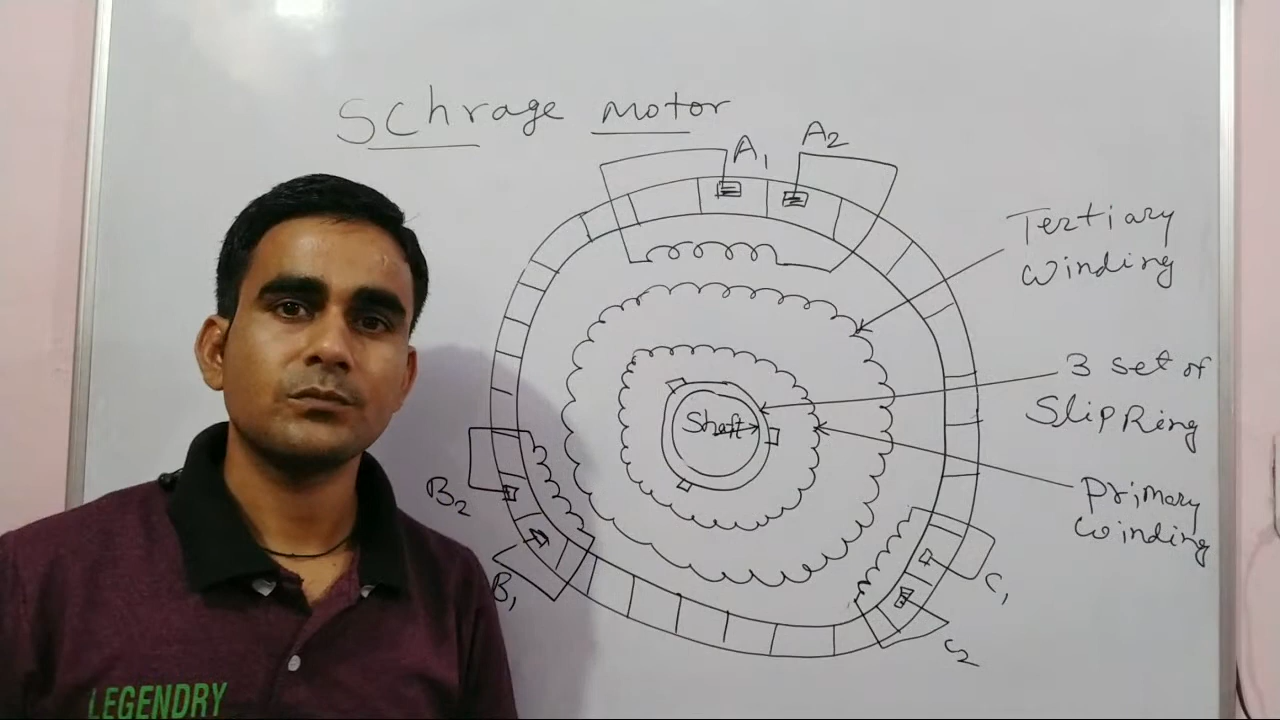 Schrage motor
A1
A2
Tertiary
winding
3 set of
Slip Ring
Shaft
primary
winding
B2
B1
C1
C2
LEGENDRY